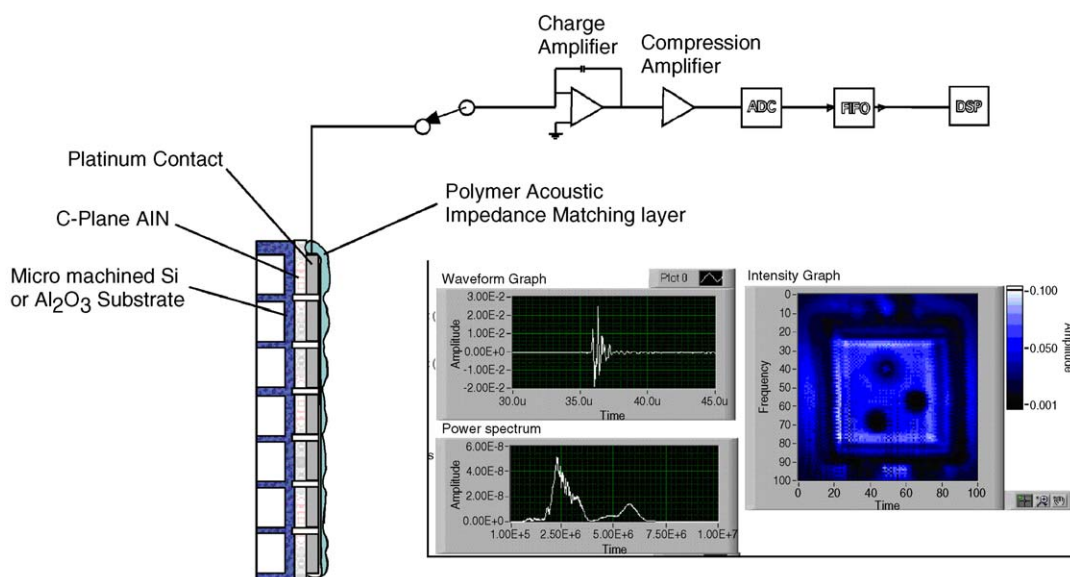 Charge
Amplifier
Compression
Amplifier
ADC
FIFO
DSP
Platinum Contact
C-Plane AIN
Micro machined Si
or Al2O3 Substrate
Polymer Acoustic
Impedance Matching layer
Waveform Graph
Plot 0
3.00E-2
2.00E-2
1.00E-2
0.00E+0
-1.00E-2
-2.00E-2
Amplitude
30.0u
35.0u
40.0u
45.0u
Time
Power spectrum
6.00E-8
4.00E-8
2.00E-8
0.00E+0
Amplitude
1.00E+5
2.50E+6
5.00E+6
7.50E+6
1.00E+7
Time
Intensity Graph
0
10
20
30
40
50
60
70
80
90
100
Frequency
0
20
40
60
80
100
Time
0.100
0.050
0.001
Amplitude